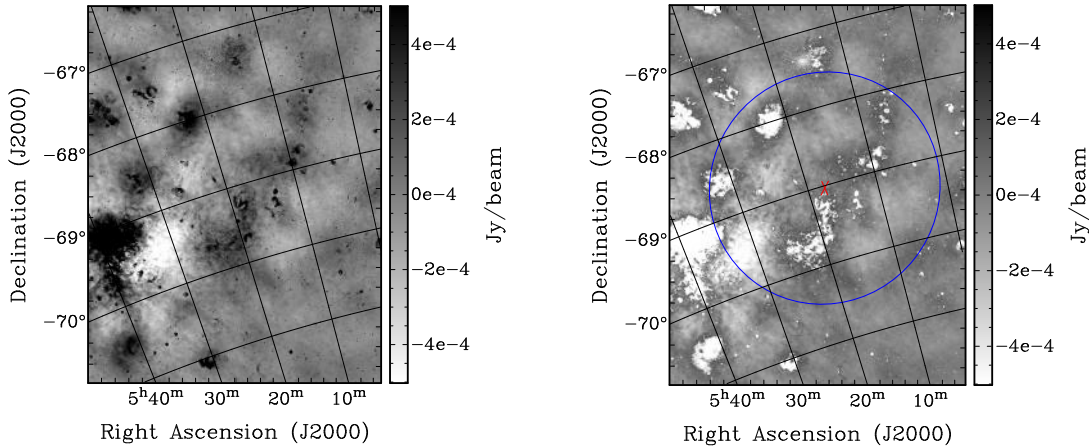 −67°
−68°
−69°
−70°
Declination (J2000)
5ʰ40ᵐ 30ᵐ 20ᵐ 10ᵐ
Right Ascension (J2000)
4e−4
2e−4
0e−4
−2e−4
−4e−4
Jy/beam
−67°
−68°
−69°
−70°
Declination (J2000)
X
5ʰ40ᵐ 30ᵐ 20ᵐ 10ᵐ
Right Ascension (J2000)
4e−4
2e−4
0e−4
−2e−4
−4e−4
Jy/beam